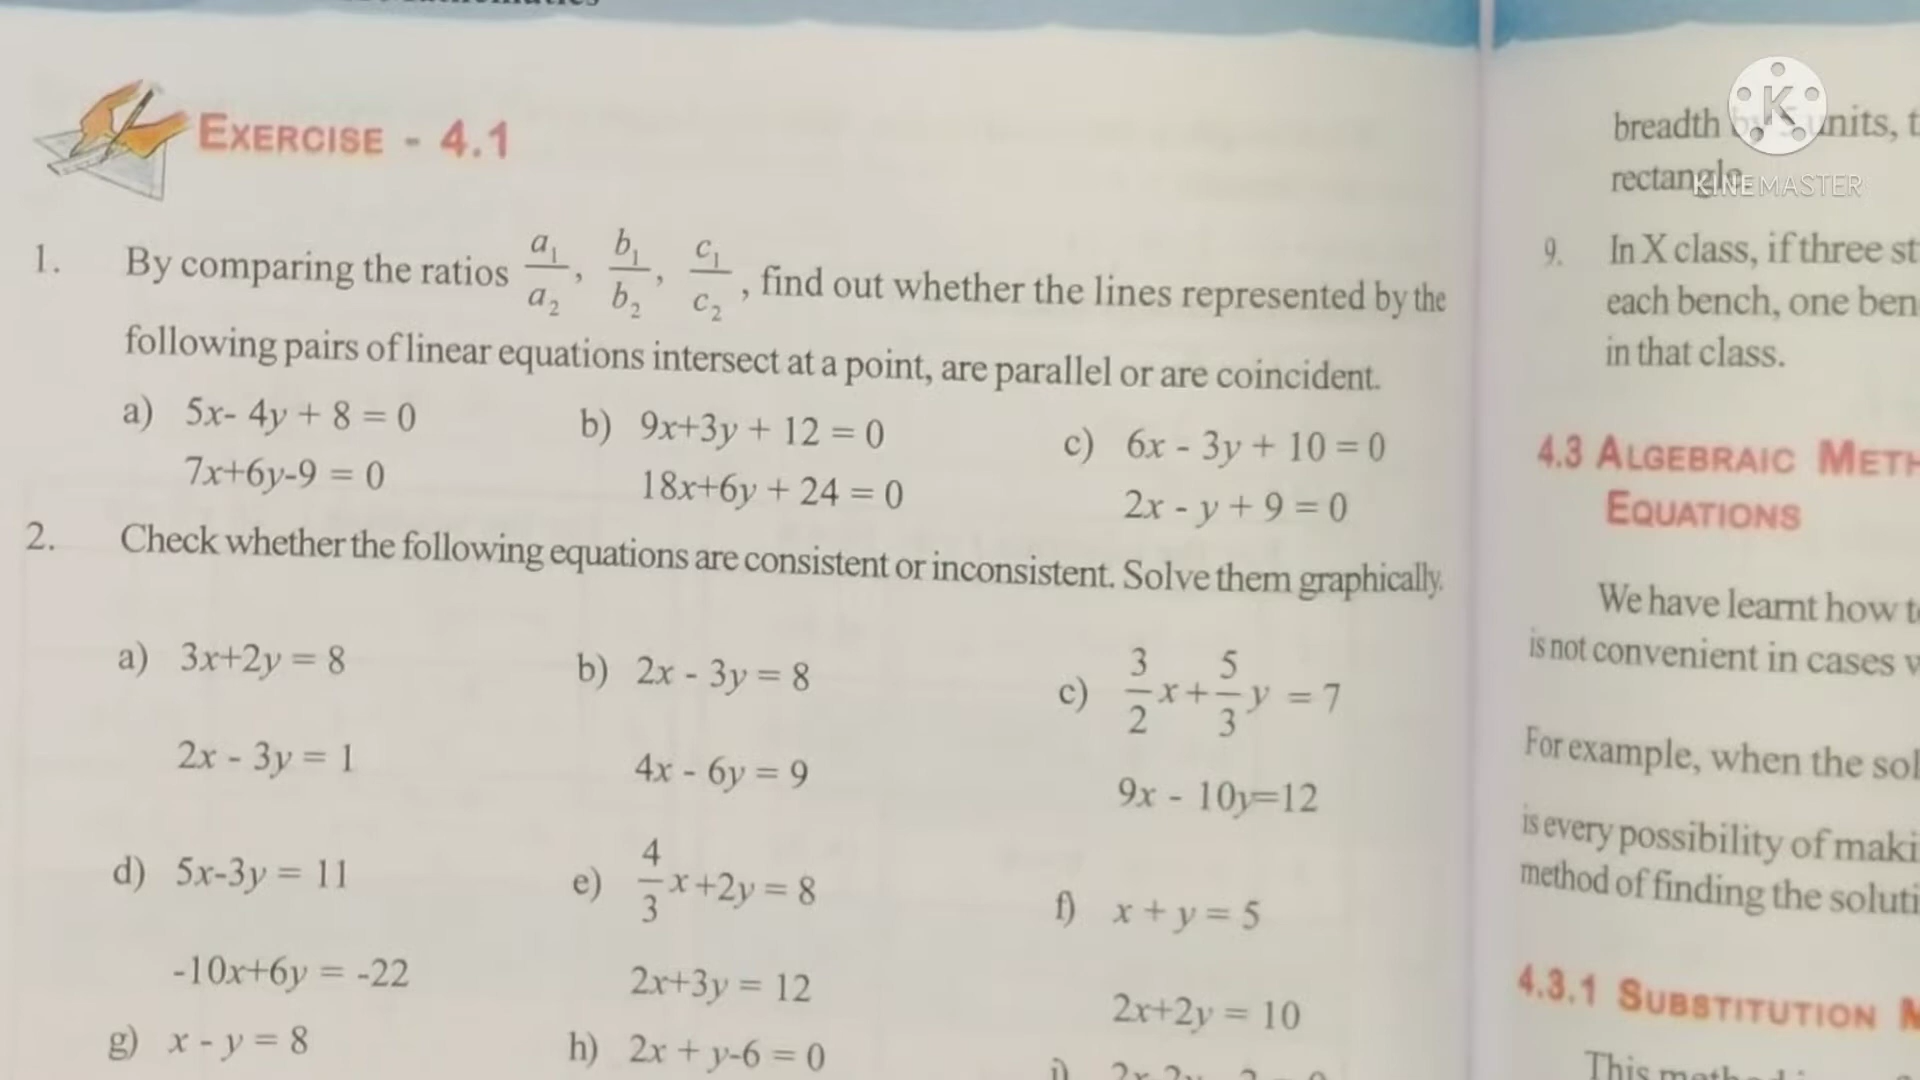 EXERCISE - 4.1
1. By comparing the ratios a₁/a₂, b₁/b₂, c₁/c₂, find out whether the lines represented by the
following pairs of linear equations intersect at a point, are parallel or are coincident.
a) 5x- 4y + 8 = 0 b) 9x+3y + 12 = 0 c) 6x - 3y + 10 = 0
7x+6y-9 = 0 18x+6y + 24 = 0 2x - y + 9 = 0
2. Check whether the following equations are consistent or inconsistent. Solve them graphically.
a) 3x+2y = 8 b) 2x - 3y = 8 c) 3/2 x + 5/3 y = 7
2x - 3y = 1 4x - 6y = 9 9x - 10y=12
d) 5x-3y = 11 e) 4/3 x+2y = 8 f) x + y = 5
-10x+6y = -22 2x+3y = 12 2x+2y = 10
g) x - y = 8 h) 2x + y-6 = 0
breadth by 5 units, t
rectangle
9. In X class, if three st
each bench, one ben
in that class.
4.3 ALGEBRAIC METH
EQUATIONS
We have learnt how t
is not convenient in cases
For example, when the sol
is every possibility of maki
method of finding the soluti
4.3.1 SUBSTITUTION M
This
K
KINEMASTER